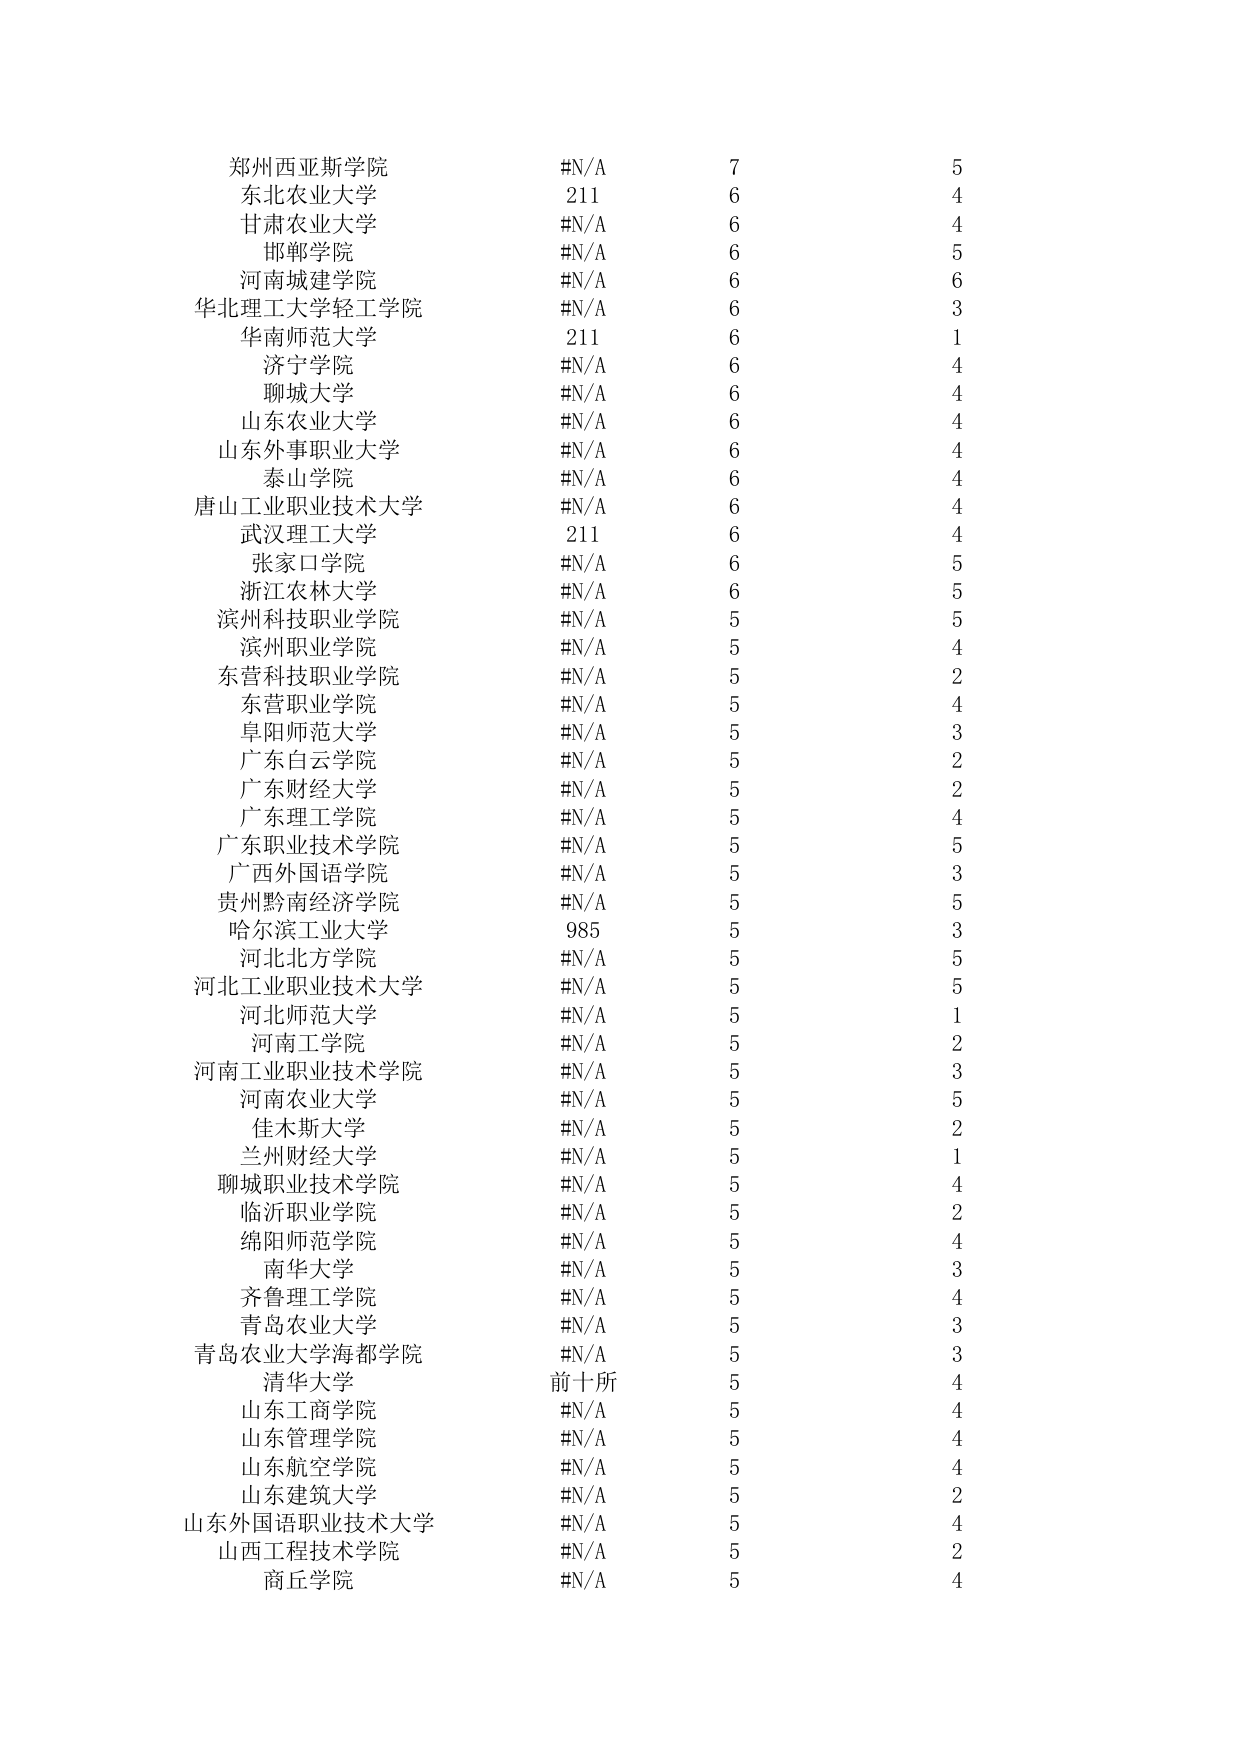 郑州西亚斯学院 #N/A 7 5
东北农业大学 211 6 4
甘肃农业大学 #N/A 6 4
邯郸学院 #N/A 6 5
河南城建学院 #N/A 6 6
华北理工大学轻工学院 #N/A 6 3
华南师范大学 211 6 1
济宁学院 #N/A 6 4
聊城大学 #N/A 6 4
山东农业大学 #N/A 6 4
山东外事职业大学 #N/A 6 4
泰山学院 #N/A 6 4
唐山工业职业技术大学 #N/A 6 4
武汉理工大学 211 6 4
张家口学院 #N/A 6 5
浙江农林大学 #N/A 6 5
滨州科技职业学院 #N/A 5 5
滨州职业学院 #N/A 5 4
东营科技职业学院 #N/A 5 2
东营职业学院 #N/A 5 4
阜阳师范大学 #N/A 5 3
广东白云学院 #N/A 5 2
广东财经大学 #N/A 5 2
广东理工学院 #N/A 5 4
广东职业技术学院 #N/A 5 5
广西外国语学院 #N/A 5 3
贵州黔南经济学院 #N/A 5 5
哈尔滨工业大学 985 5 3
河北北方学院 #N/A 5 5
河北工业职业技术大学 #N/A 5 5
河北师范大学 #N/A 5 1
河南工学院 #N/A 5 2
河南工业职业技术学院 #N/A 5 3
河南农业大学 #N/A 5 5
佳木斯大学 #N/A 5 2
兰州财经大学 #N/A 5 1
聊城职业技术学院 #N/A 5 4
临沂职业学院 #N/A 5 2
绵阳师范学院 #N/A 5 4
南华大学 #N/A 5 3
齐鲁理工学院 #N/A 5 4
青岛农业大学 #N/A 5 3
青岛农业大学海都学院 #N/A 5 3
清华大学 前十所 5 4
山东工商学院 #N/A 5 4
山东管理学院 #N/A 5 4
山东航空学院 #N/A 5 4
山东建筑大学 #N/A 5 2
山东外国语职业技术大学 #N/A 5 4
山西工程技术学院 #N/A 5 2
商丘学院 #N/A 5 4